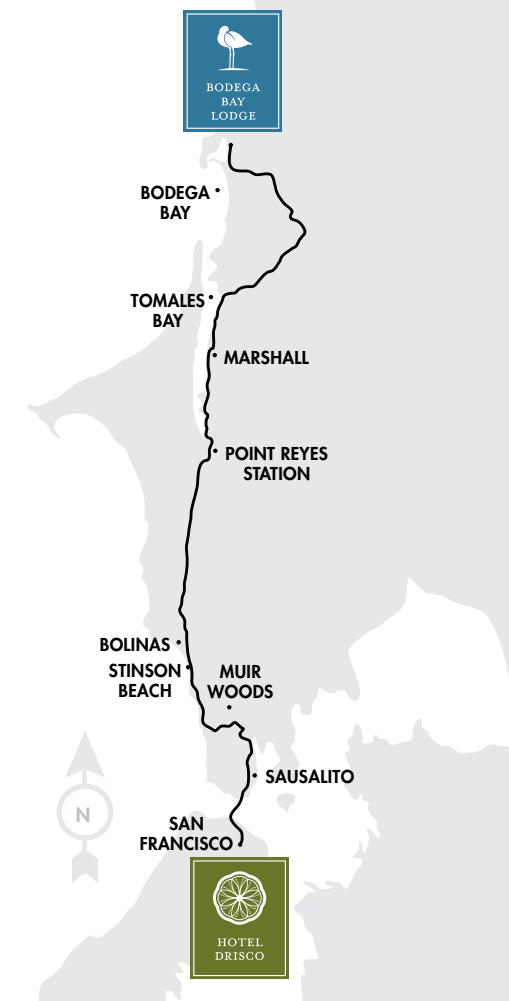 BODEGA
BAY
LODGE
BODEGA
BAY
TOMALES
BAY
MARSHALL
POINT REYES
STATION
BOLINAS
STINSON
BEACH
MUIR
WOODS
SAUSALITO
N
SAN
FRANCISCO
HOTEL
DRISCO